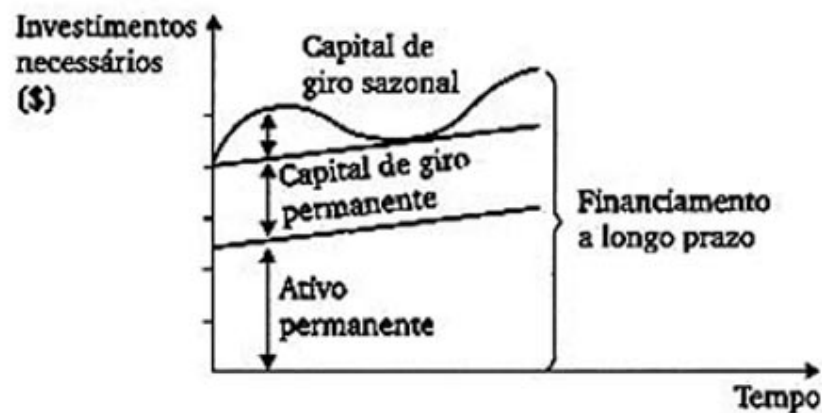 Investimentos
necessários
($)
Capital de
giro sazonal
Capital de giro
permanente
Ativo
permanente
Financiamento
a longo prazo
Tempo